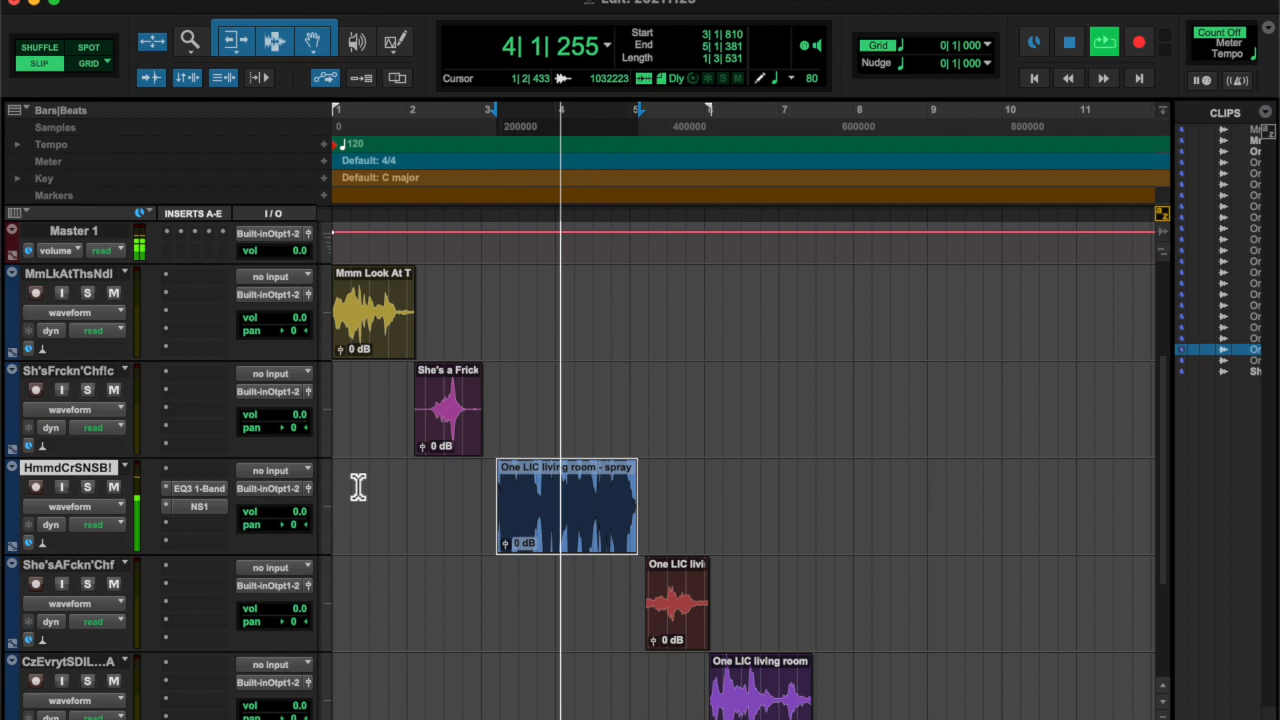 SHUFFLE SPOT
SLIP GRID
4| 1| 255
Start 3| 1| 810
End 5| 1| 381
Length 1| 3| 531
Cursor 1| 2| 433 1032223 Dly S M 80
Grid 0| 1| 000
Nudge 0| 1| 000
Count Off
Meter
Tempo
Bars|Beats 1 2 3 4 5 6 7 8 9 10 11
Samples 0 200000 400000 600000 800000
Tempo 120
Meter Default: 4/4
Key Default: C major
Markers
CLIPS
INSERTS A-E I / O
Master 1 Built-inOtpt1-2
volume read vol 0.0
MmLkAtThsNdl no input Mmm Look At T
I S M Built-inOtpt1-2
waveform vol 0.0
dyn read pan 0
0 dB
Sh'sFrckn'Chf!c no input She's a Frick
I S M Built-inOtpt1-2
waveform vol 0.0
dyn read pan 0
0 dB
HmmdCrSNSB! no input One LIC living room - spray
I S M EQ3 1-Band Built-inOtpt1-2
waveform NS1 vol 0.0
dyn read pan 0
0 dB
She'sAFckn'Chf no input One LIC livi
I S M Built-inOtpt1-2
waveform vol 0.0
dyn read pan 0
0 dB
CzEvrytSDIL...A no input One LIC living room
I S M Built-inOtpt1-2
waveform vol 0.0